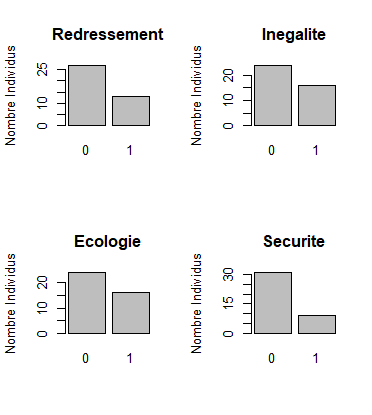 Redressement
Nombre Individus
0 10 25
0 1
Inegalite
Nombre Individus
0 10 20
0 1
Ecologie
Nombre Individus
0 10 20
0 1
Securite
Nombre Individus
0 15 30
0 1